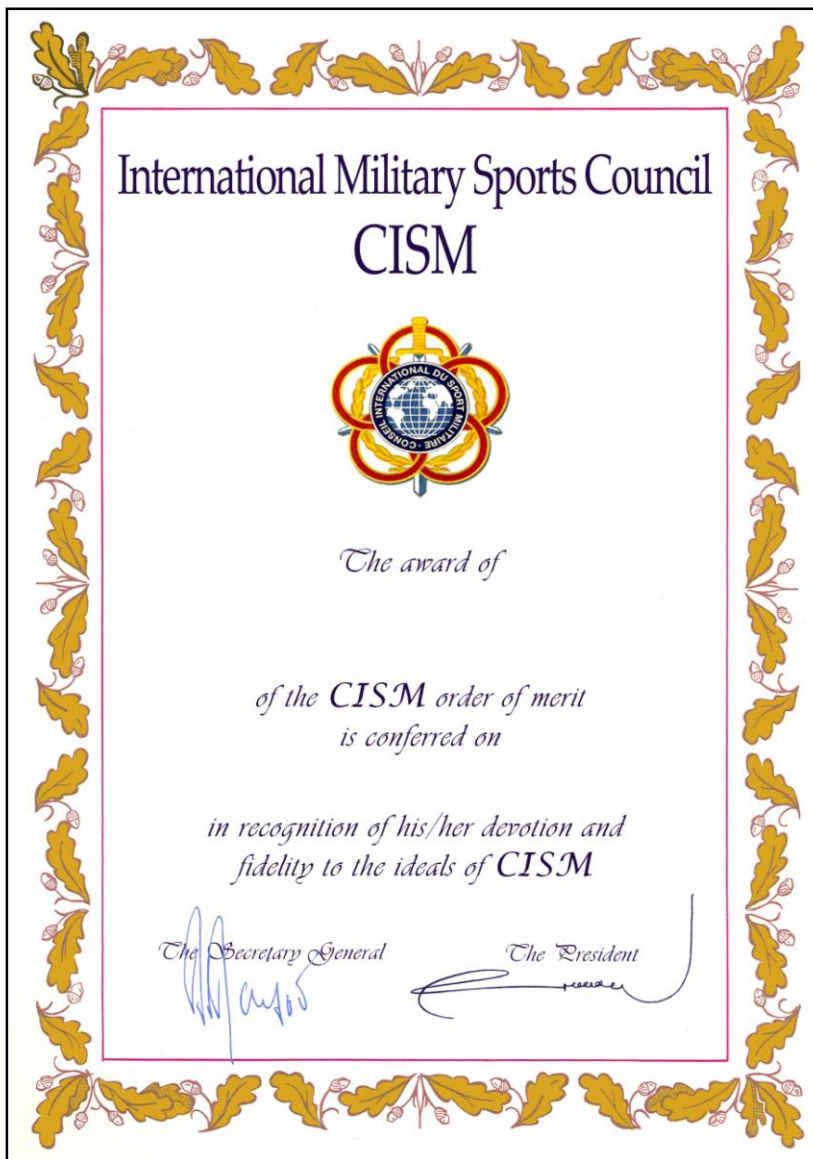 International Military Sports Council
CISM
CONSEIL INTERNATIONAL DU SPORT MILITAIRE
The award of
of the CISM order of merit
is conferred on
in recognition of his/her devotion and
fidelity to the ideals of CISM
The Secretary General The President